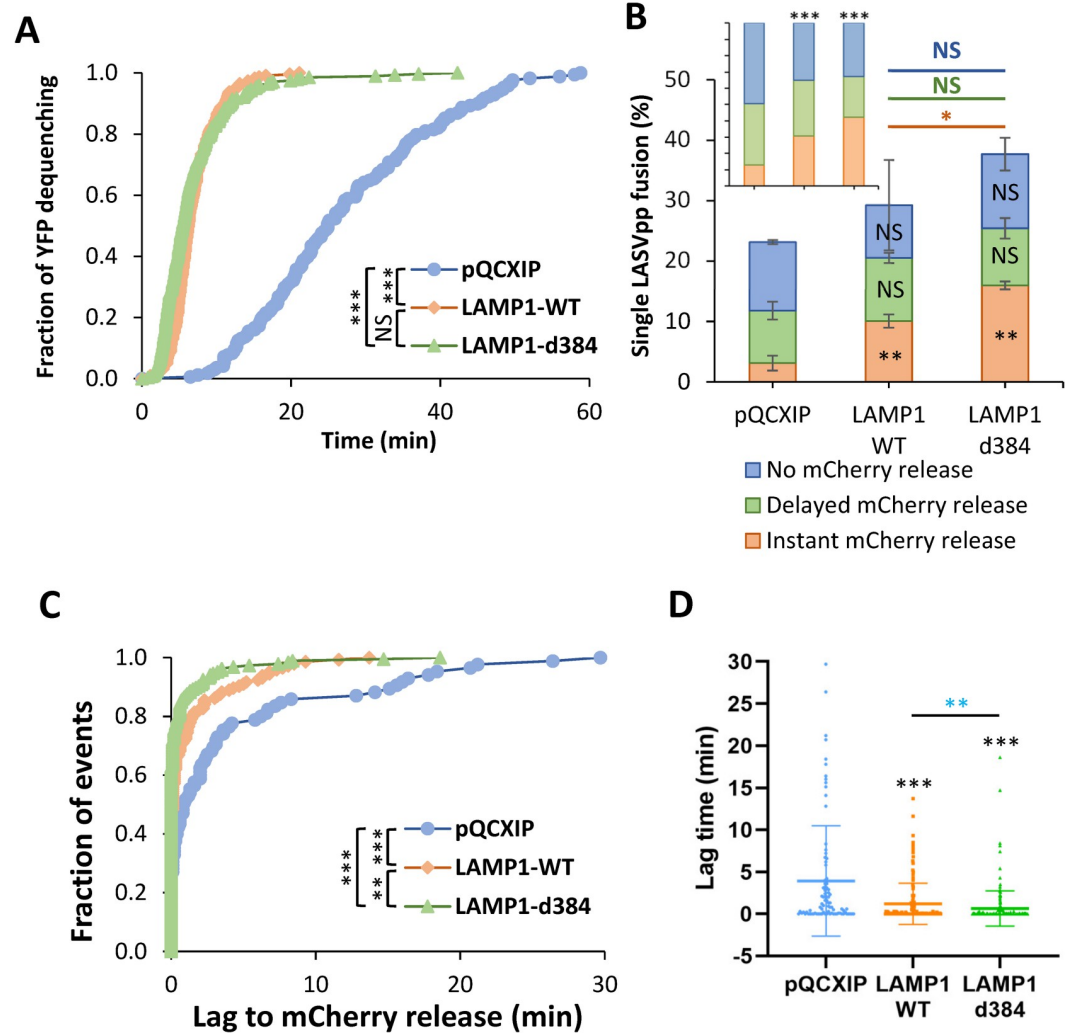 A
Fraction of YFP dequenching
1.0
0.8
0.6
0.4
0.2
0.0
0
20
40
60
Time (min)
***
***
NS
pQCXIP
LAMP1-WT
LAMP1-d384
B
Single LASVpp fusion (%)
50
40
30
20
10
0
***
***
NS
NS
*
NS
NS
**
NS
NS
**
pQCXIP
LAMP1
WT
LAMP1
d384
No mCherry release
Delayed mCherry release
Instant mCherry release
C
Fraction of events
1.0
0.8
0.6
0.4
0.2
0.0
0
10
20
30
Lag to mCherry release (min)
***
***
**
pQCXIP
LAMP1-WT
LAMP1-d384
D
Lag time (min)
30
25
20
15
10
5
0
-5
**
***
***
pQCXIP
LAMP1
WT
LAMP1
d384